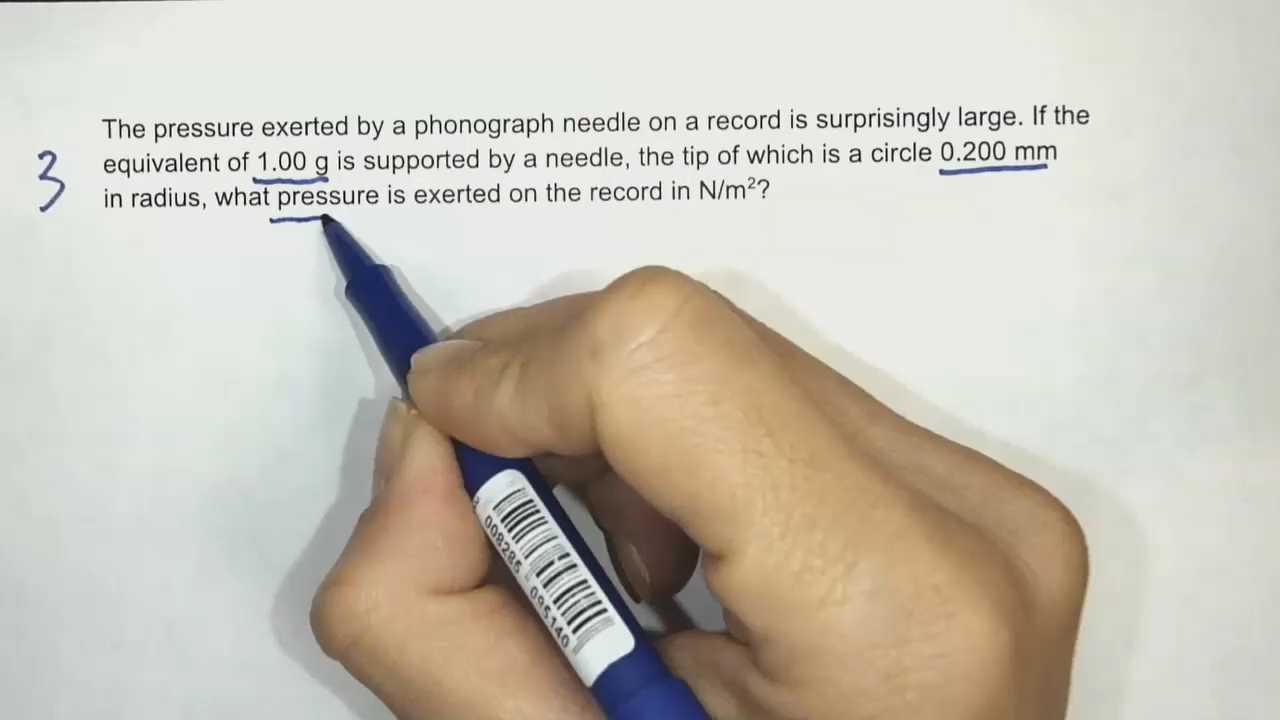 3
The pressure exerted by a phonograph needle on a record is surprisingly large. If the
equivalent of 1.00 g is supported by a needle, the tip of which is a circle 0.200 mm
in radius, what pressure is exerted on the record in N/m²?
008286 095140